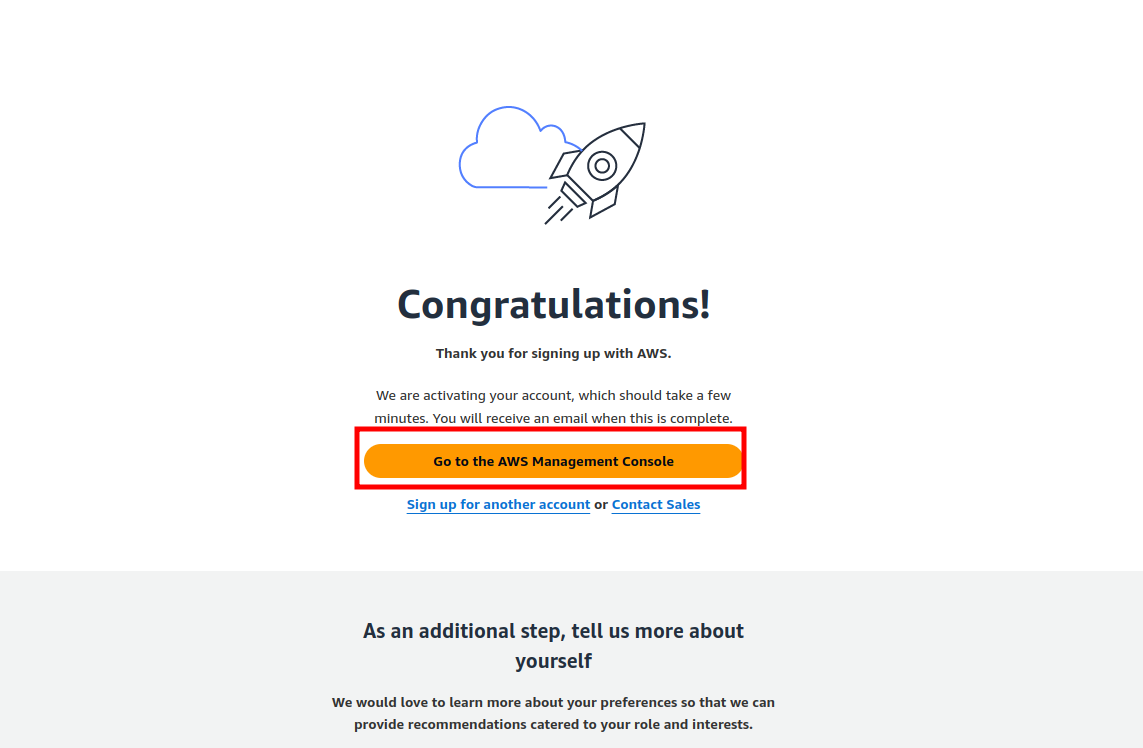 Congratulations!
Thank you for signing up with AWS.
We are activating your account, which should take a few
minutes. You will receive an email when this is complete.
Go to the AWS Management Console
Sign up for another account or Contact Sales
As an additional step, tell us more about
yourself
We would love to learn more about your preferences so that we can
provide recommendations catered to your role and interests.